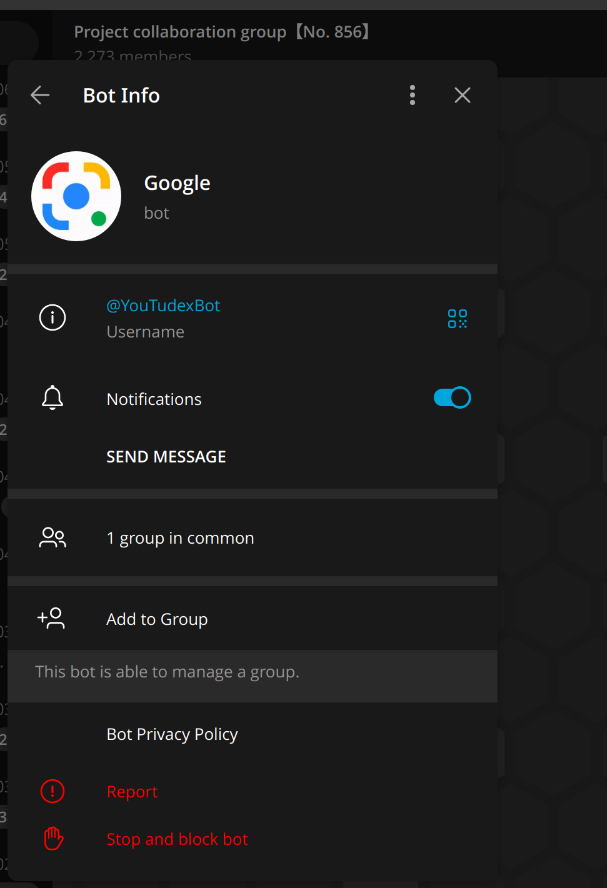 Project collaboration group【No. 856】
2 273 members
Bot Info
Google
bot
@YouTudexBot
Username
Notifications
SEND MESSAGE
1 group in common
Add to Group
This bot is able to manage a group.
Bot Privacy Policy
Report
Stop and block bot